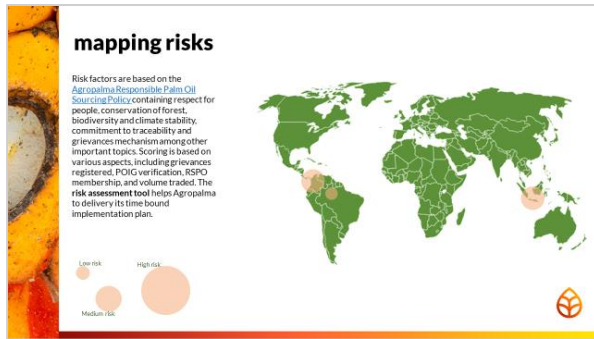 mapping risks
Risk factors are based on the
Agropalma Responsible Palm Oil
Sourcing Policy containing respect for
people, conservation of forest,
biodiversity and climate stability,
commitment to traceability and
grievances mechanism among other
important topics. Scoring is based on
various aspects, including grievances
registered, POIG verification, RSPO
membership, and volume traded. The
risk assessment tool helps Agropalma
to delivery its time bound
implementation plan.
Low risk
High risk
Medium risk